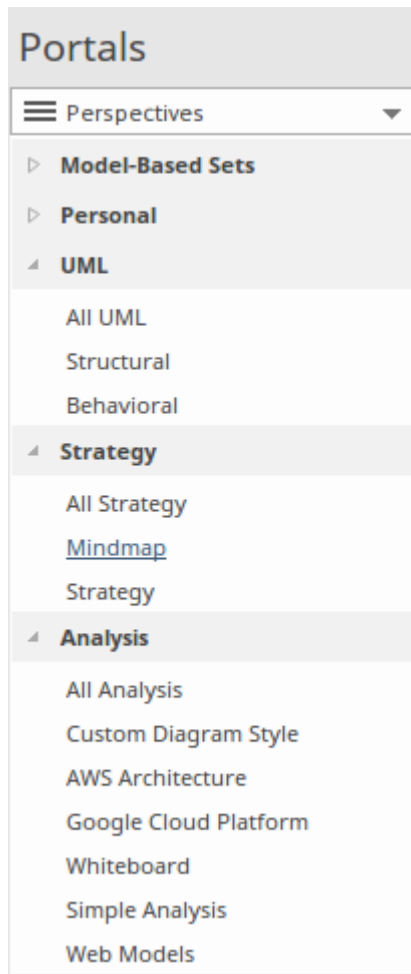 Portals
Perspectives
Model-Based Sets
Personal
UML
All UML
Structural
Behavioral
Strategy
All Strategy
Mindmap
Strategy
Analysis
All Analysis
Custom Diagram Style
AWS Architecture
Google Cloud Platform
Whiteboard
Simple Analysis
Web Models